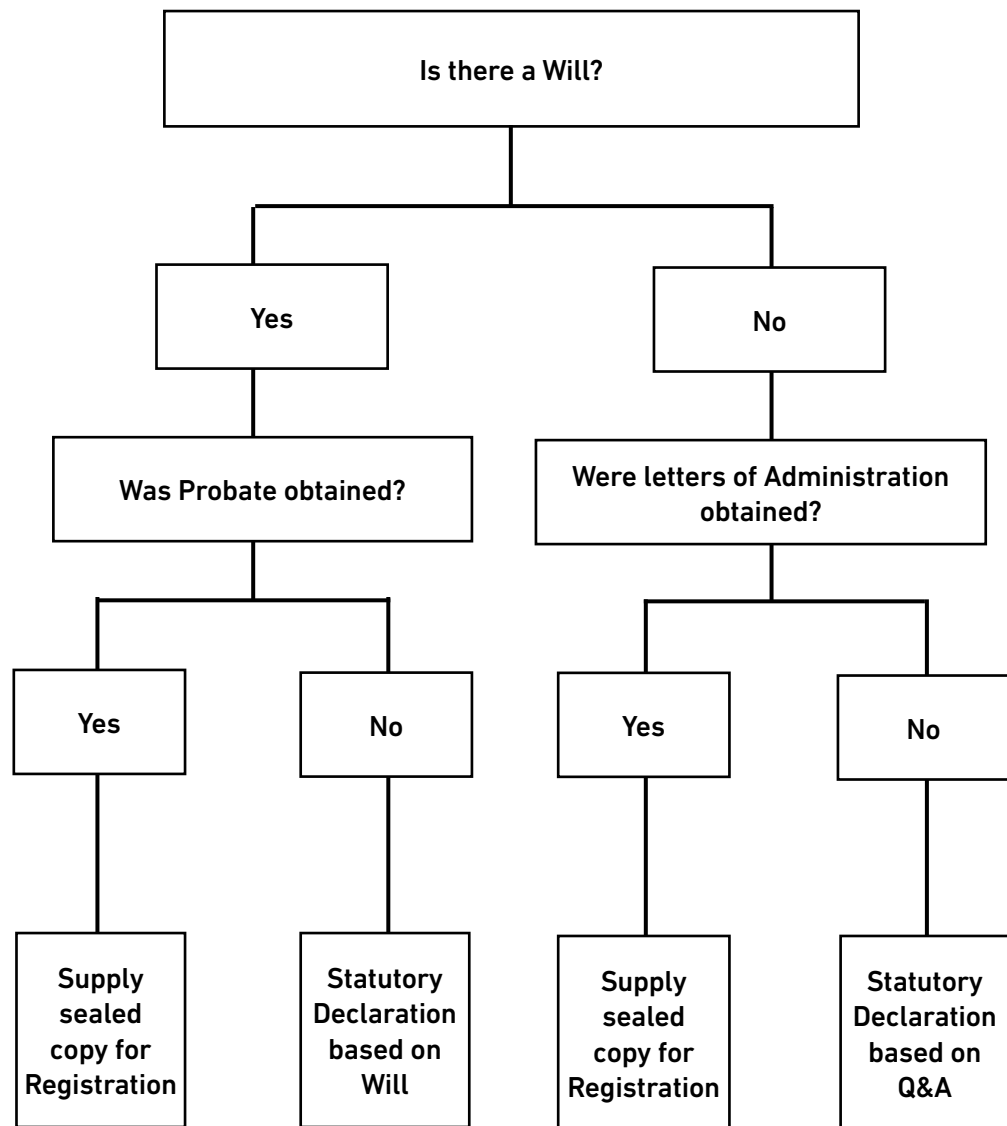 Is there a Will?
Yes
No
Was Probate obtained?
Were letters of Administration
obtained?
Yes
No
Yes
No
Supply
sealed
copy for
Registration
Statutory
Declaration
based on
Will
Supply
sealed
copy for
Registration
Statutory
Declaration
based on
Q&A